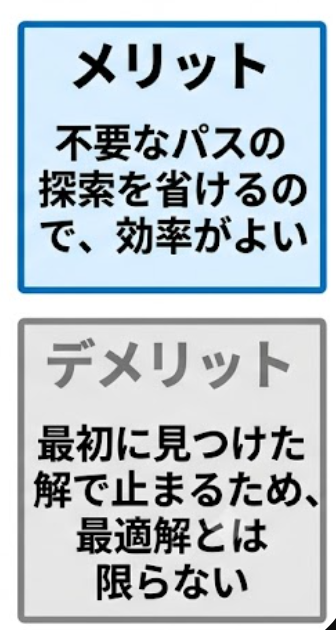 メリット
不要なパスの
探索を省けるの
で、効率がよい
デメリット
最初に見つけた
解で止まるため、
最適解とは
限らない